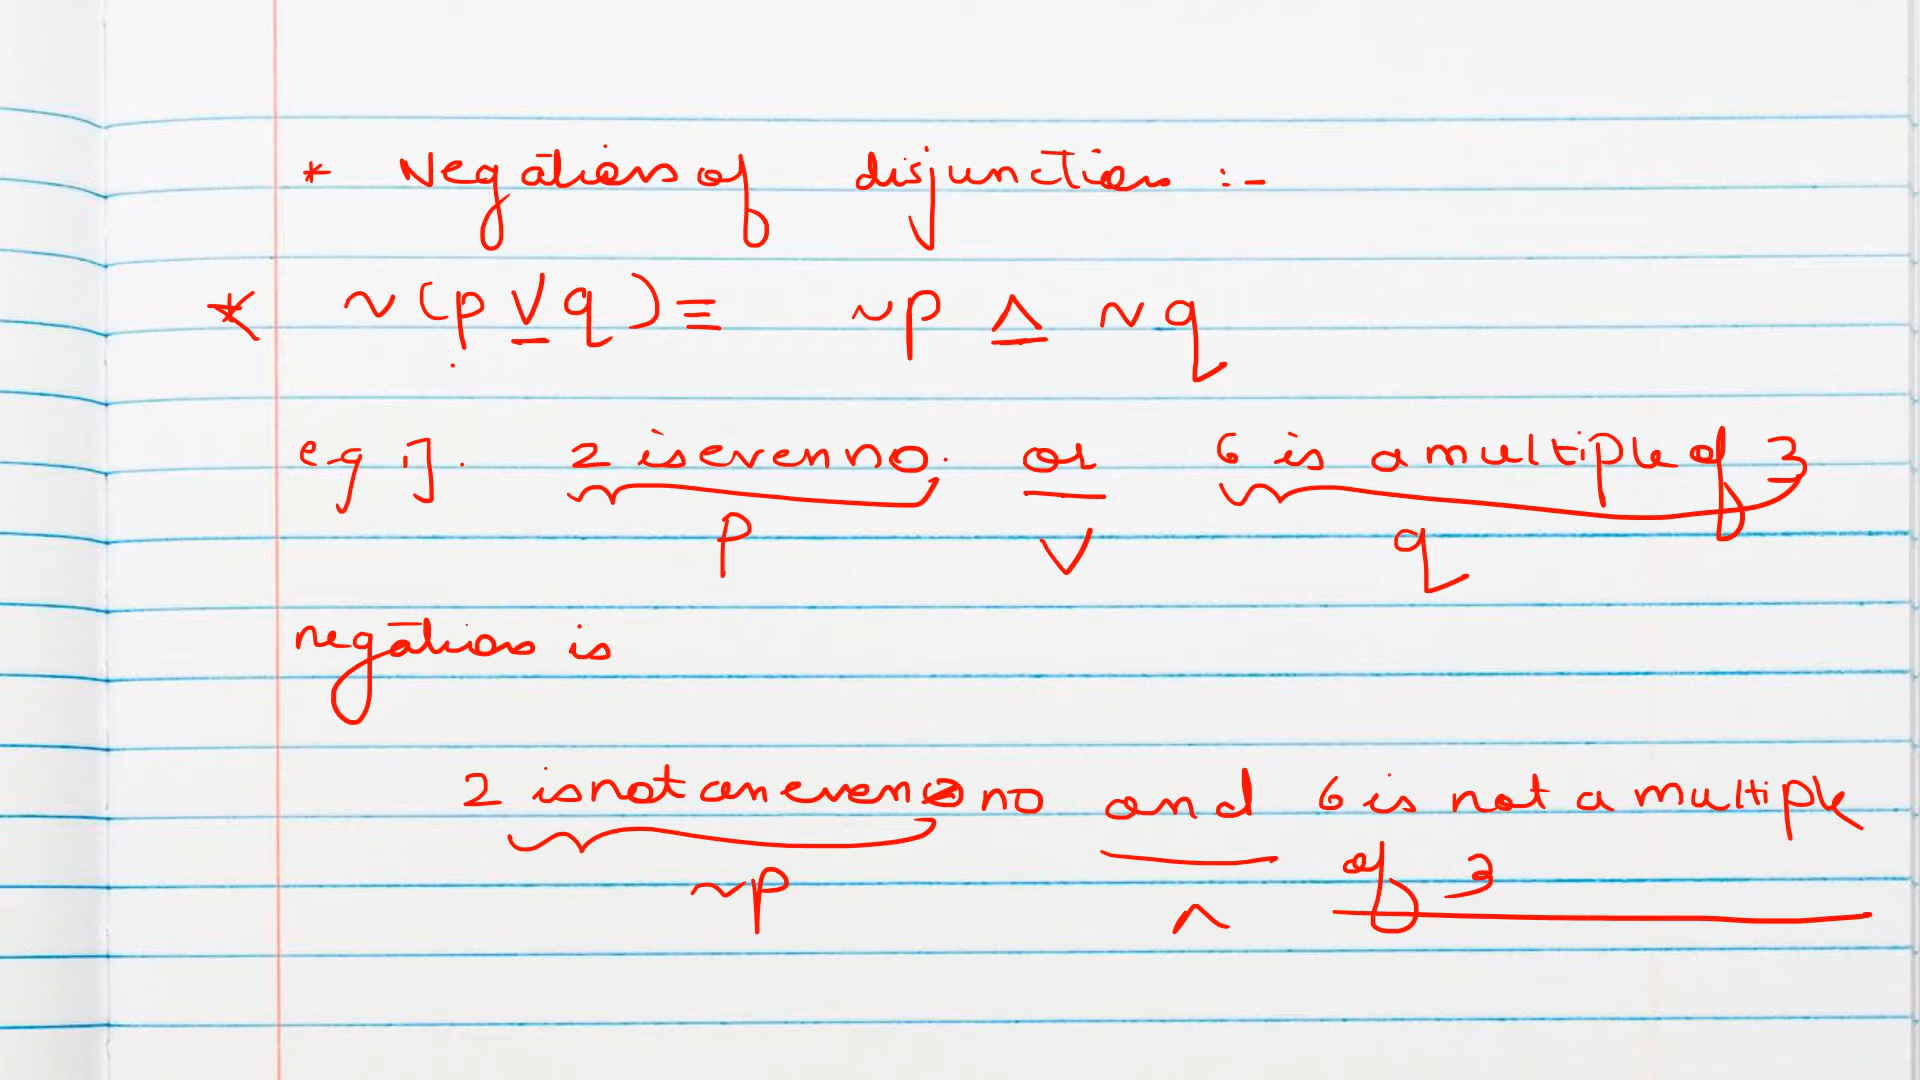 * Negation of disjunction :-
* ~(p ∨ q) ≡ ~p ∧ ~q
eg 1]. 2 is even no. or 6 is a multiple of 3
p ∨ q
negation is
2 is not an even no and 6 is not a multiple
of 3
~p ∧